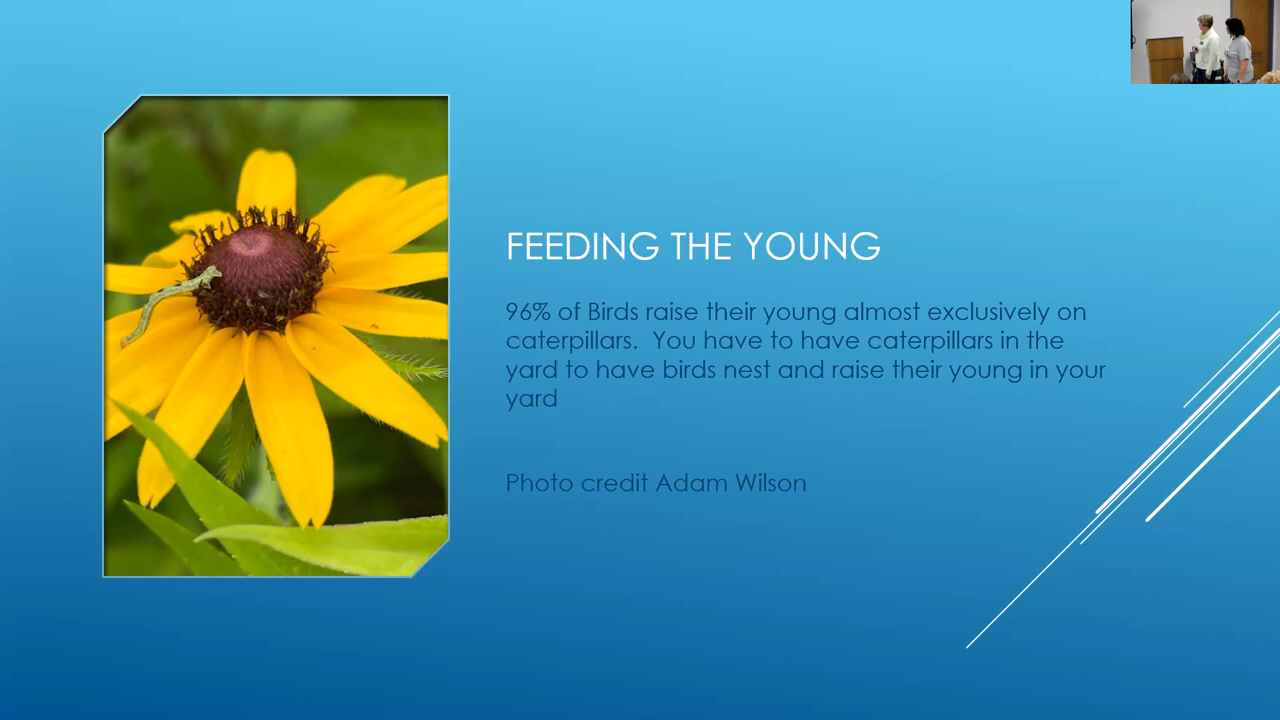 FEEDING THE YOUNG
96% of Birds raise their young almost exclusively on
caterpillars.  You have to have caterpillars in the
yard to have birds nest and raise their young in your
yard
Photo credit Adam Wilson